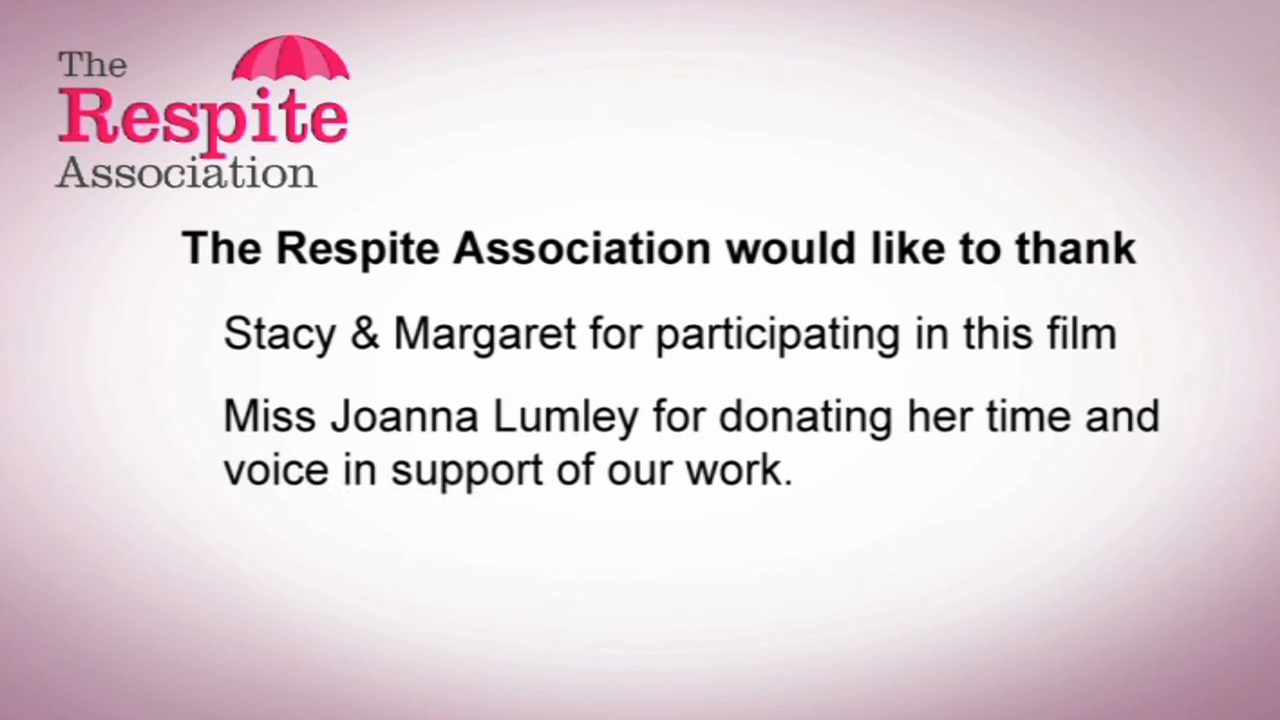 The
Respite
Association
The Respite Association would like to thank
Stacy & Margaret for participating in this film
Miss Joanna Lumley for donating her time and
voice in support of our work.